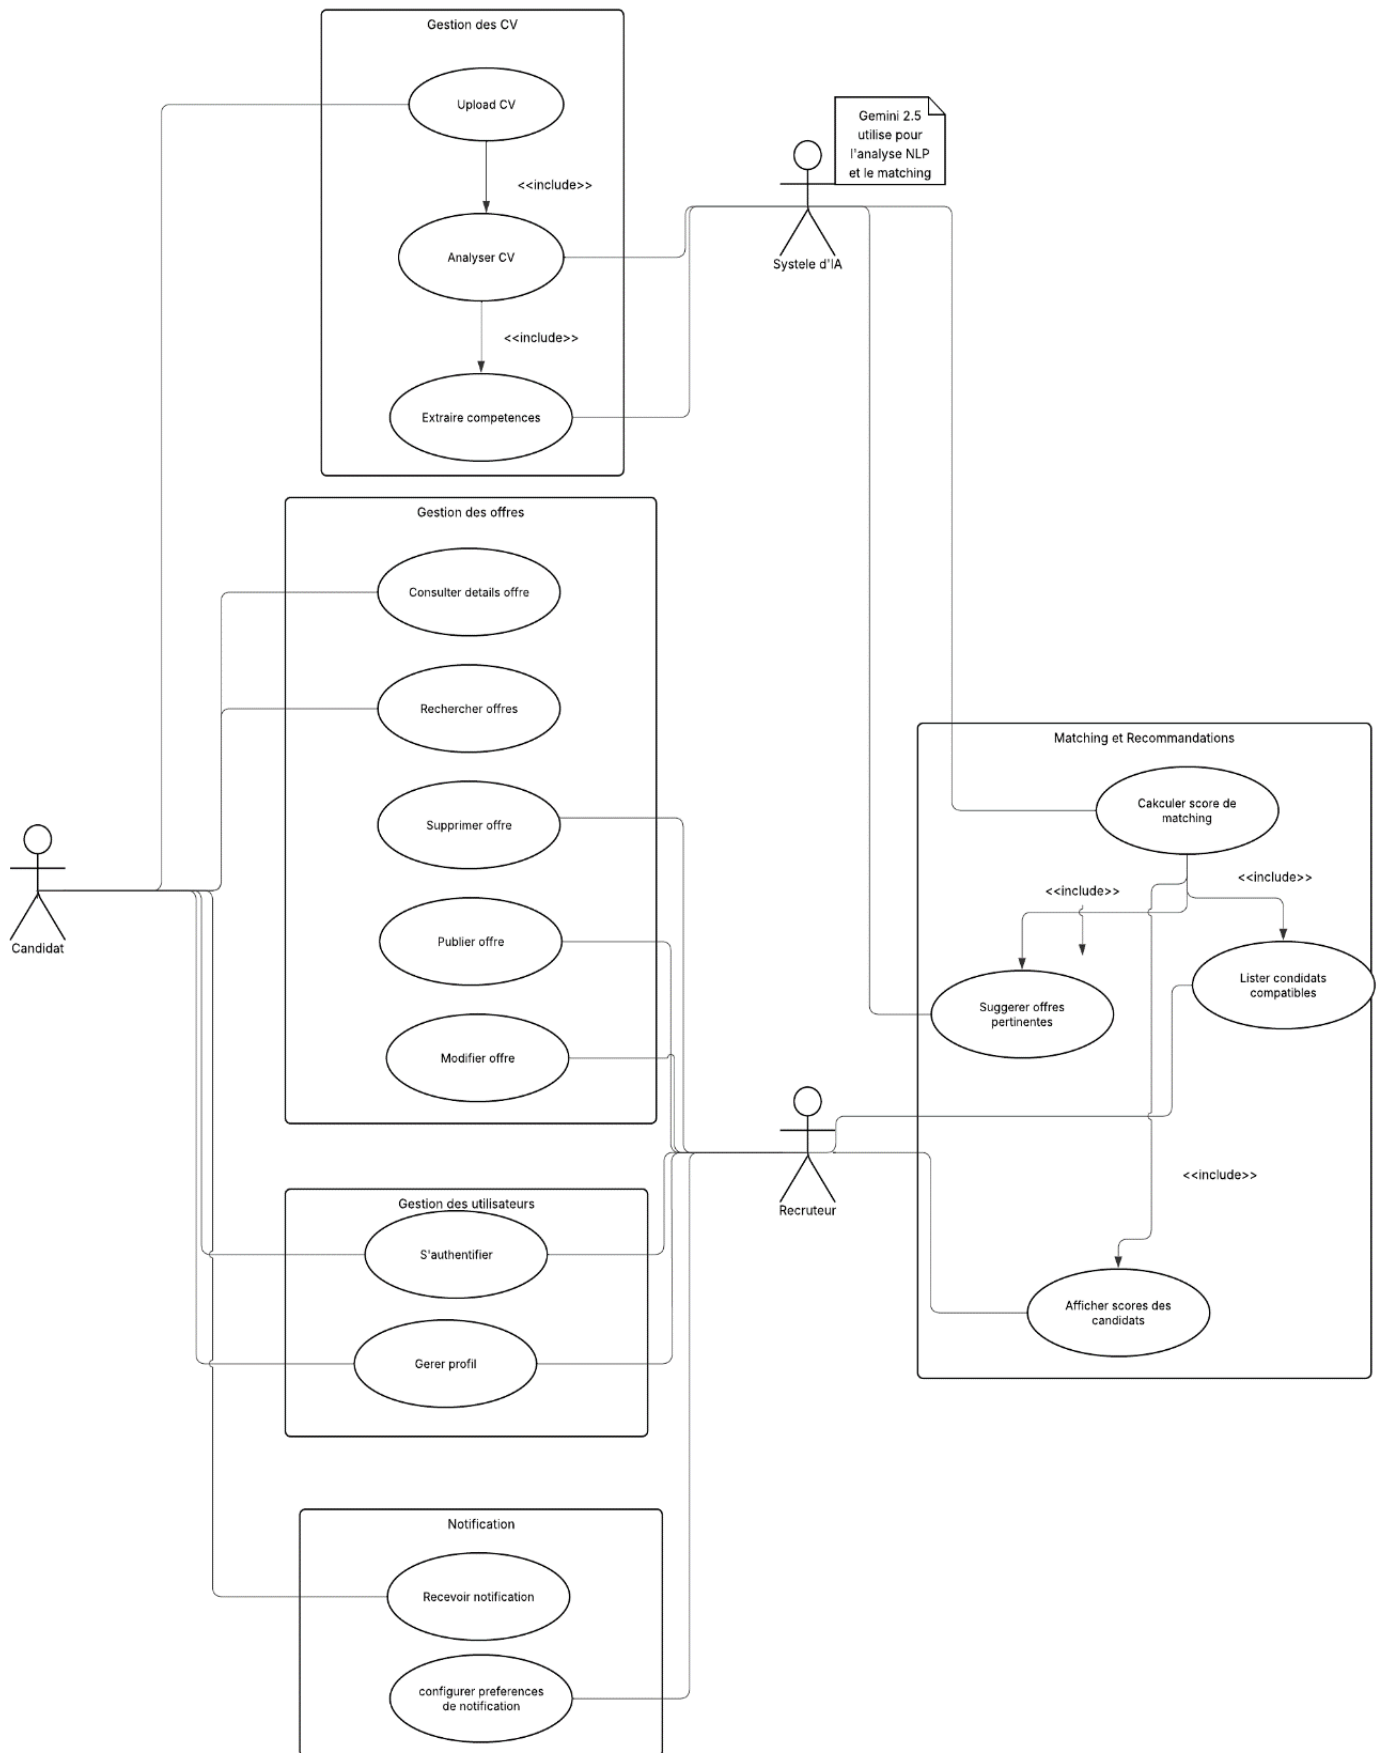 Gestion des CV
Upload CV
<<include>>
Analyser CV
<<include>>
Extraire competences
Gemini 2.5
utilise pour
l'analyse NLP
et le matching
Systele d'IA
Gestion des offres
Consulter details offre
Rechercher offres
Supprimer offre
Publier offre
Modifier offre
Candidat
Matching et Recommandations
Cakculer score de
matching
<<include>>
<<include>>
Suggerer offres
pertinentes
Lister condidats
compatibles
<<include>>
Afficher scores des
candidats
Recruteur
Gestion des utilisateurs
S'authentifier
Gerer profil
Notification
Recevoir notification
configurer preferences
de notification